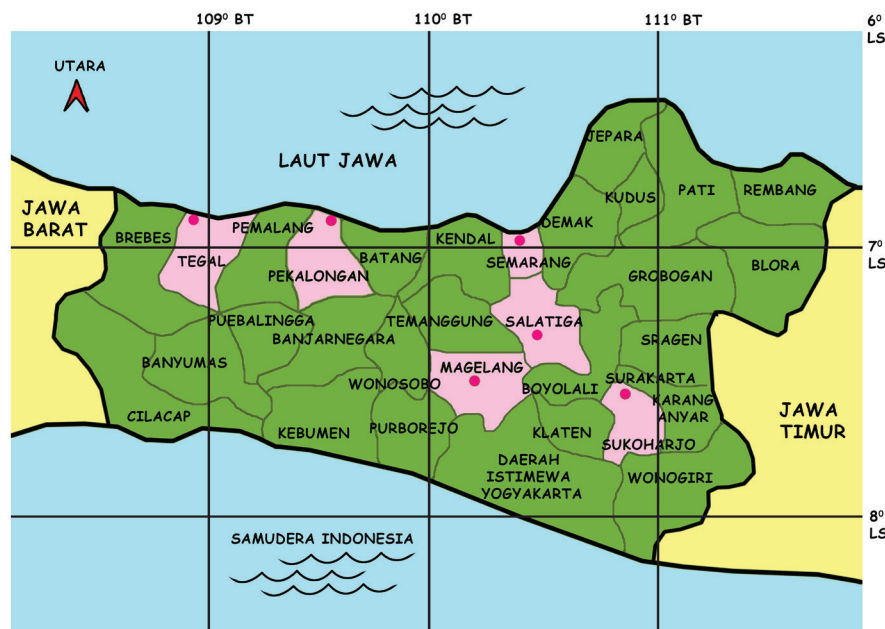 109° BT
110° BT
111° BT
6°
LS
UTARA
LAUT JAWA
JEPARA
JAWA
BARAT
KUDUS
PATI
REMBANG
BREBES
PEMALANG
DEMAK
KENDAL
7°
LS
TEGAL
PEKALONGAN
BATANG
SEMARANG
GROBOGAN
BLORA
PUEBALINGGA
BANJARNEGARA
TEMANGGUNG
SALATIGA
SRAGEN
BANYUMAS
WONOSOBO
MAGELANG
BOYOLALI
SURAKARTA
KARANG
ANYAR
CILACAP
KEBUMEN
PURBOREJO
KLATEN
SUKOHARJO
JAWA
TIMUR
DAERAH
ISTIMEWA
YOGYAKARTA
WONOGIRI
8°
LS
SAMUDERA INDONESIA